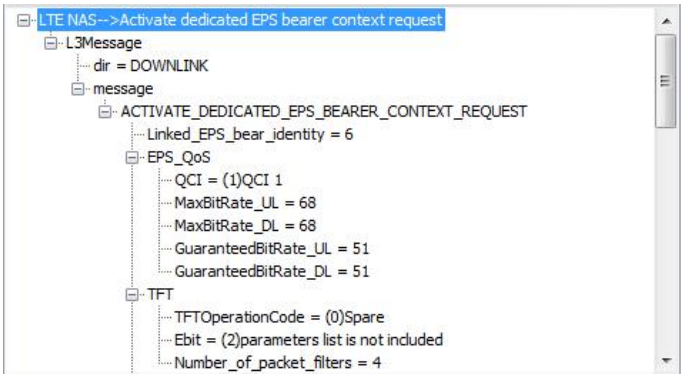 LTE NAS-->Activate dedicated EPS bearer context request
L3Message
dir = DOWNLINK
message
ACTIVATE_DEDICATED_EPS_BEARER_CONTEXT_REQUEST
Linked_EPS_bear_identity = 6
EPS_QoS
QCI = (1)QCI 1
MaxBitRate_UL = 68
MaxBitRate_DL = 68
GuaranteedBitRate_UL = 51
GuaranteedBitRate_DL = 51
TFT
TFTOperationCode = (0)Spare
Ebit = (2)parameters list is not included
Number_of_packet_filters = 4